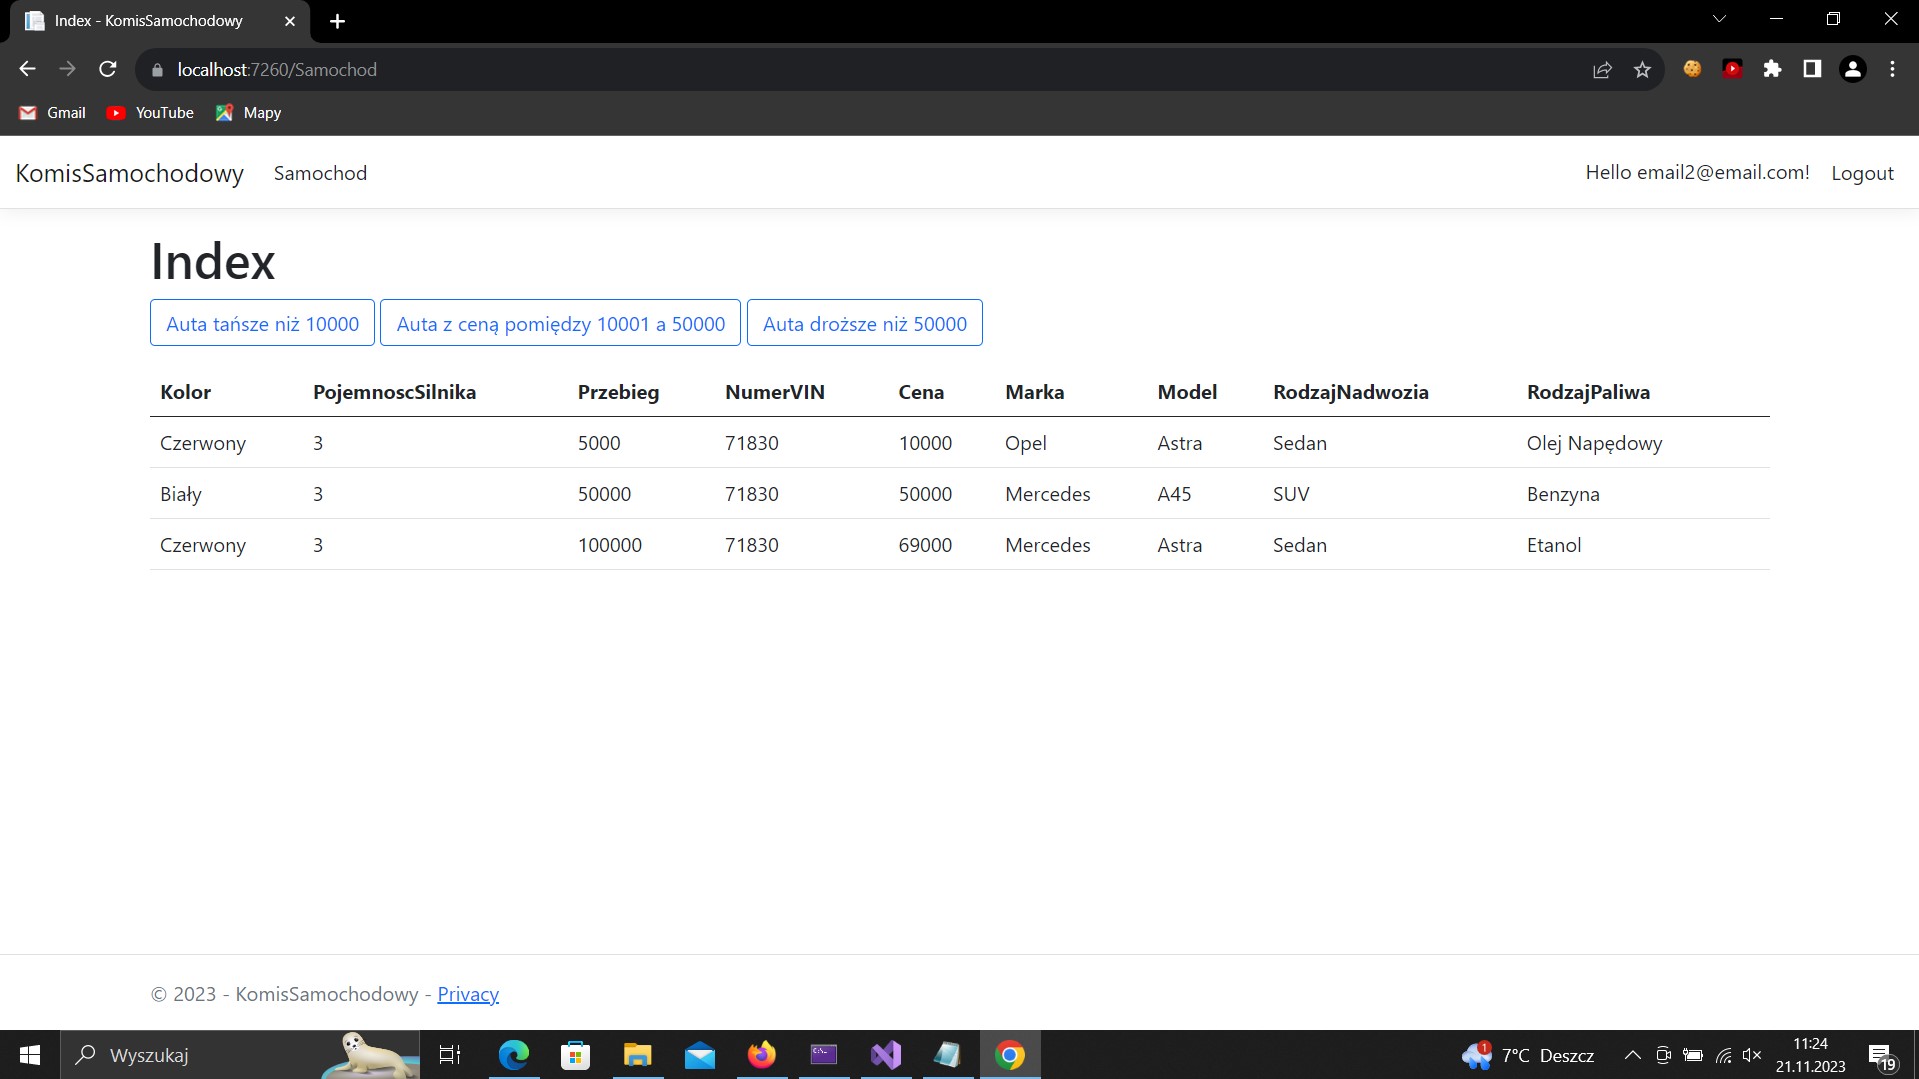 Index - KomisSamochodowy
localhost:7260/Samochod
Gmail YouTube Mapy
KomisSamochodowy Samochod Hello email2@email.com! Logout
Index
Auta tańsze niż 10000 Auta z ceną pomiędzy 10001 a 50000 Auta droższe niż 50000
Kolor PojemnoscSilnika Przebieg NumerVIN Cena Marka Model RodzajNadwozia RodzajPaliwa
Czerwony 3 5000 71830 10000 Opel Astra Sedan Olej Napędowy
Biały 3 50000 71830 50000 Mercedes A45 SUV Benzyna
Czerwony 3 100000 71830 69000 Mercedes Astra Sedan Etanol
© 2023 - KomisSamochodowy - Privacy
Wyszukaj 1 7°C Deszcz 11:24
21.11.2023 19